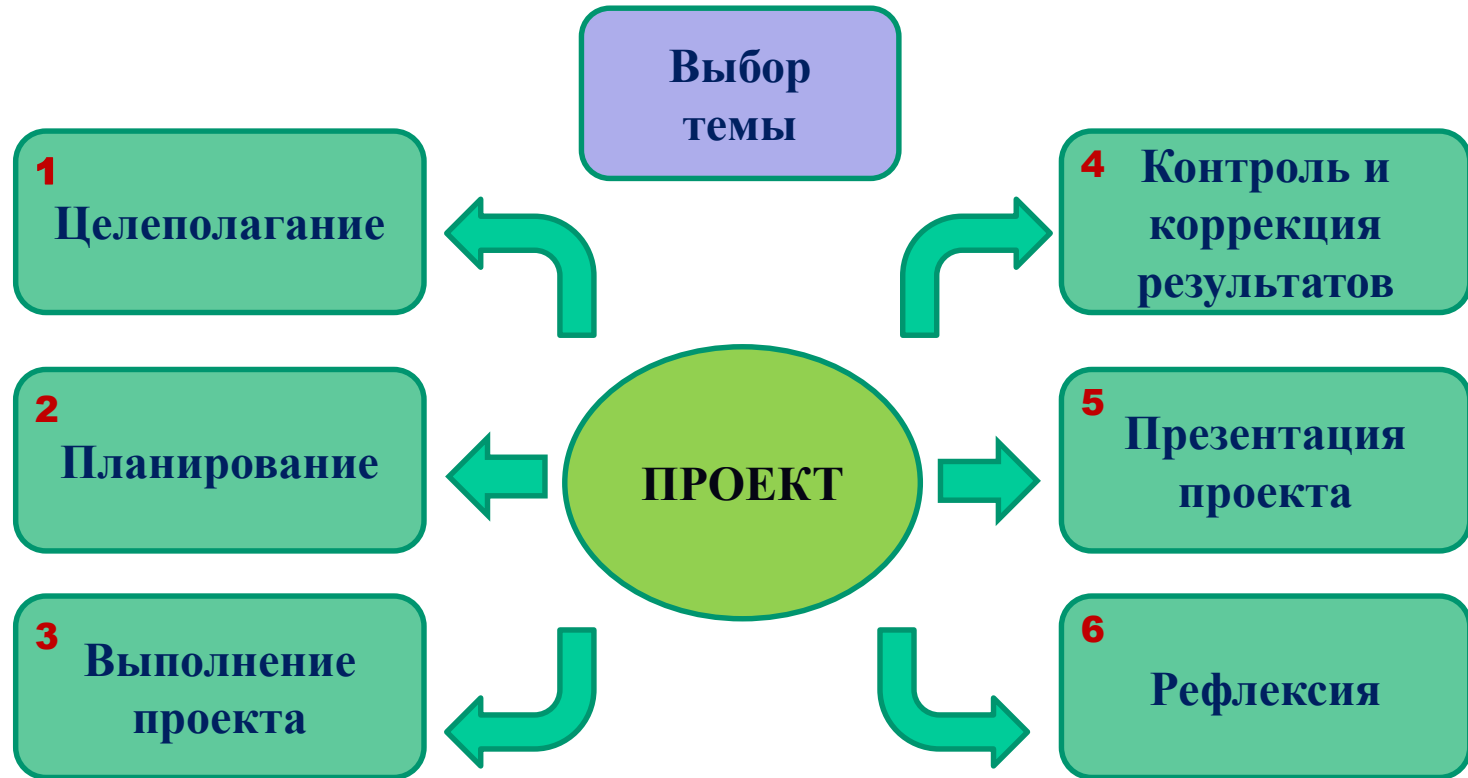 Выбор
темы
1
Целеполагание
2
Планирование
3
Выполнение
проекта
ПРОЕКТ
4
Контроль и
коррекция
результатов
5
Презентация
проекта
6
Рефлексия